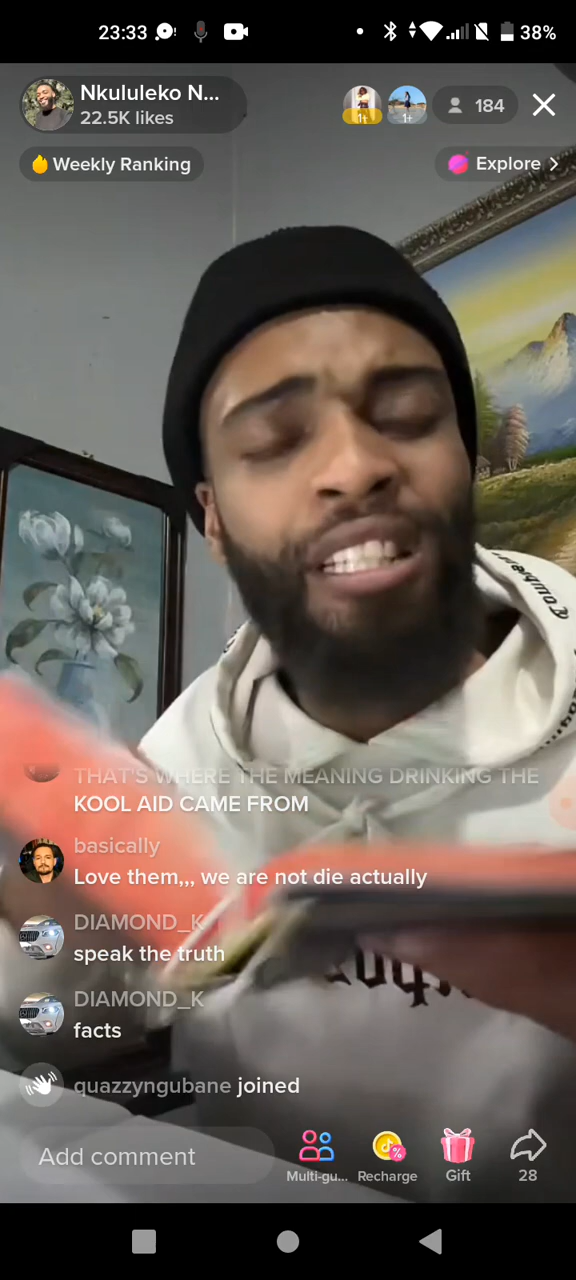 23:33
38%
Nkululeko N...
22.5K likes
1+
1+
184
Weekly Ranking
Explore
THAT'S WHERE THE MEANING DRINKING THE
KOOL AID CAME FROM
basically
Love them,,, we are not die actually
DIAMOND_K
speak the truth
DIAMOND_K
facts
quazzyngubane joined
Add comment
Multi-gu...
Recharge
Gift
28